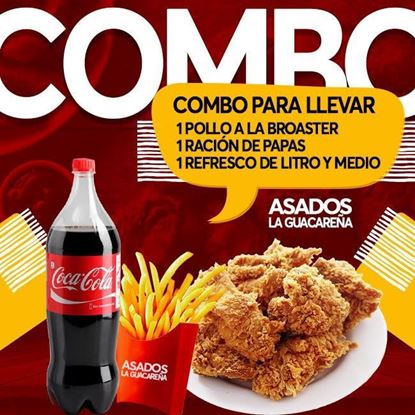 COMBO
COMBO PARA LLEVAR
1 POLLO A LA BROASTER
1 RACIÓN DE PAPAS
1 REFRESCO DE LITRO Y MEDIO
ASADOS
LA GUACAREÑA
Coca-Cola
ASADOS
LA GUACAREÑA